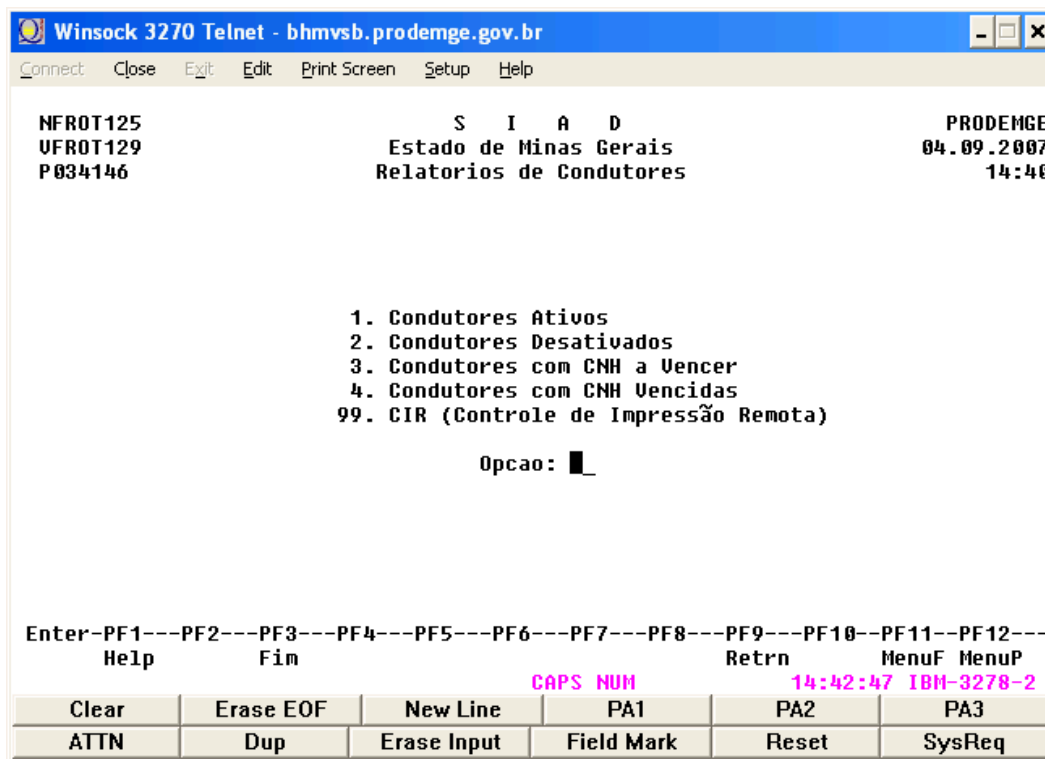 Winsock 3270 Telnet - bhmvsb.prodemge.gov.br
Connect Close Exit Edit Print Screen Setup Help
NFROT125 S I A D PRODEMGE
VFROT129 Estado de Minas Gerais 04.09.2007
P034146 Relatorios de Condutores 14:40
1. Condutores Ativos
2. Condutores Desativados
3. Condutores com CNH a Vencer
4. Condutores com CNH Vencidas
99. CIR (Controle de Impressão Remota)
Opcao: _
Enter-PF1---PF2---PF3---PF4---PF5---PF6---PF7---PF8---PF9---PF10--PF11--PF12---
Help Fim Retrn MenuF MenuP
CAPS NUM 14:42:47 IBM-3278-2
Clear Erase EOF New Line PA1 PA2 PA3
ATTN Dup Erase Input Field Mark Reset SysReq